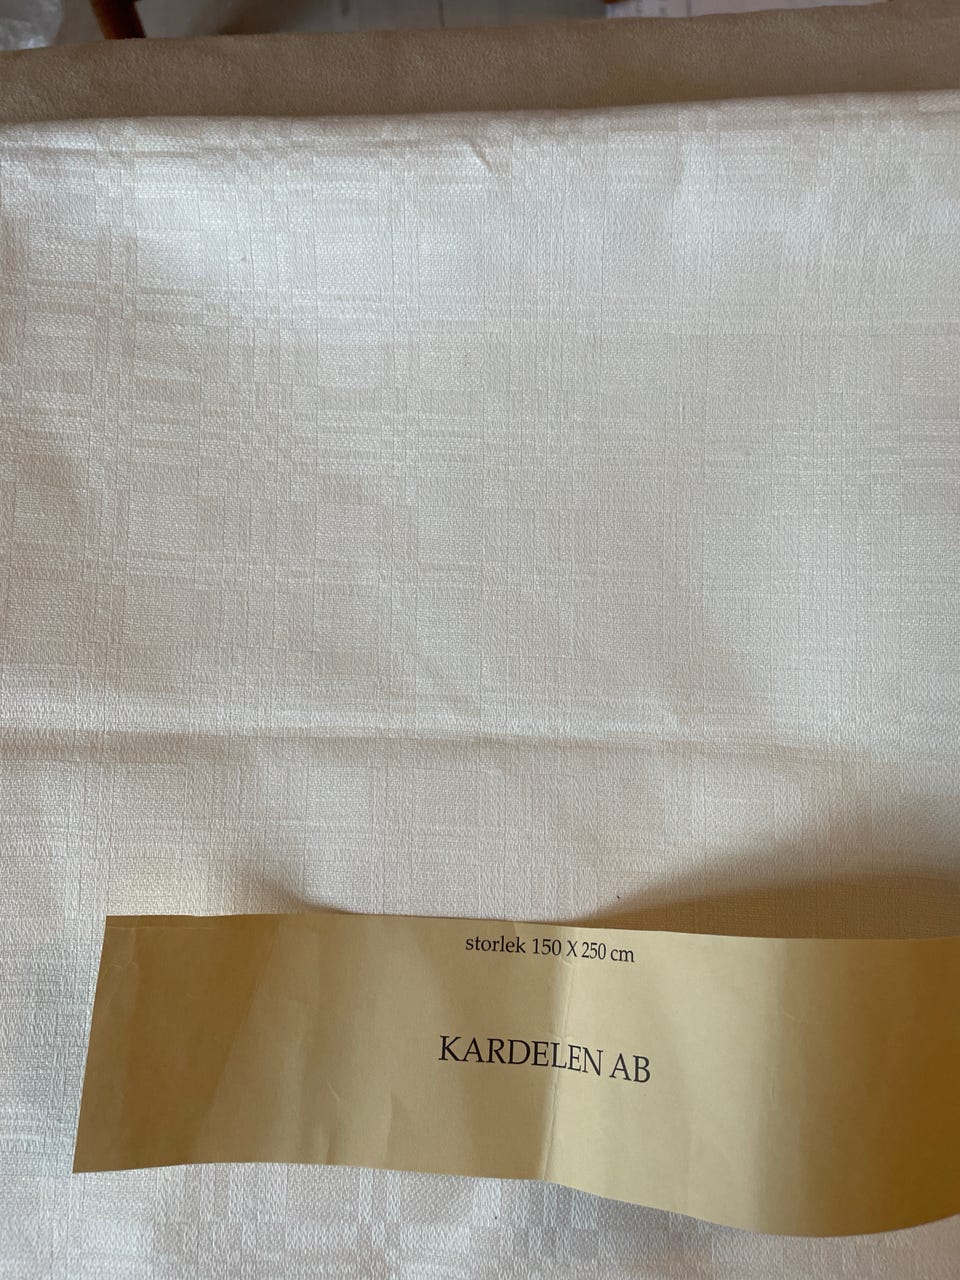 storlek 150 X 250 cm
KARDELEN AB